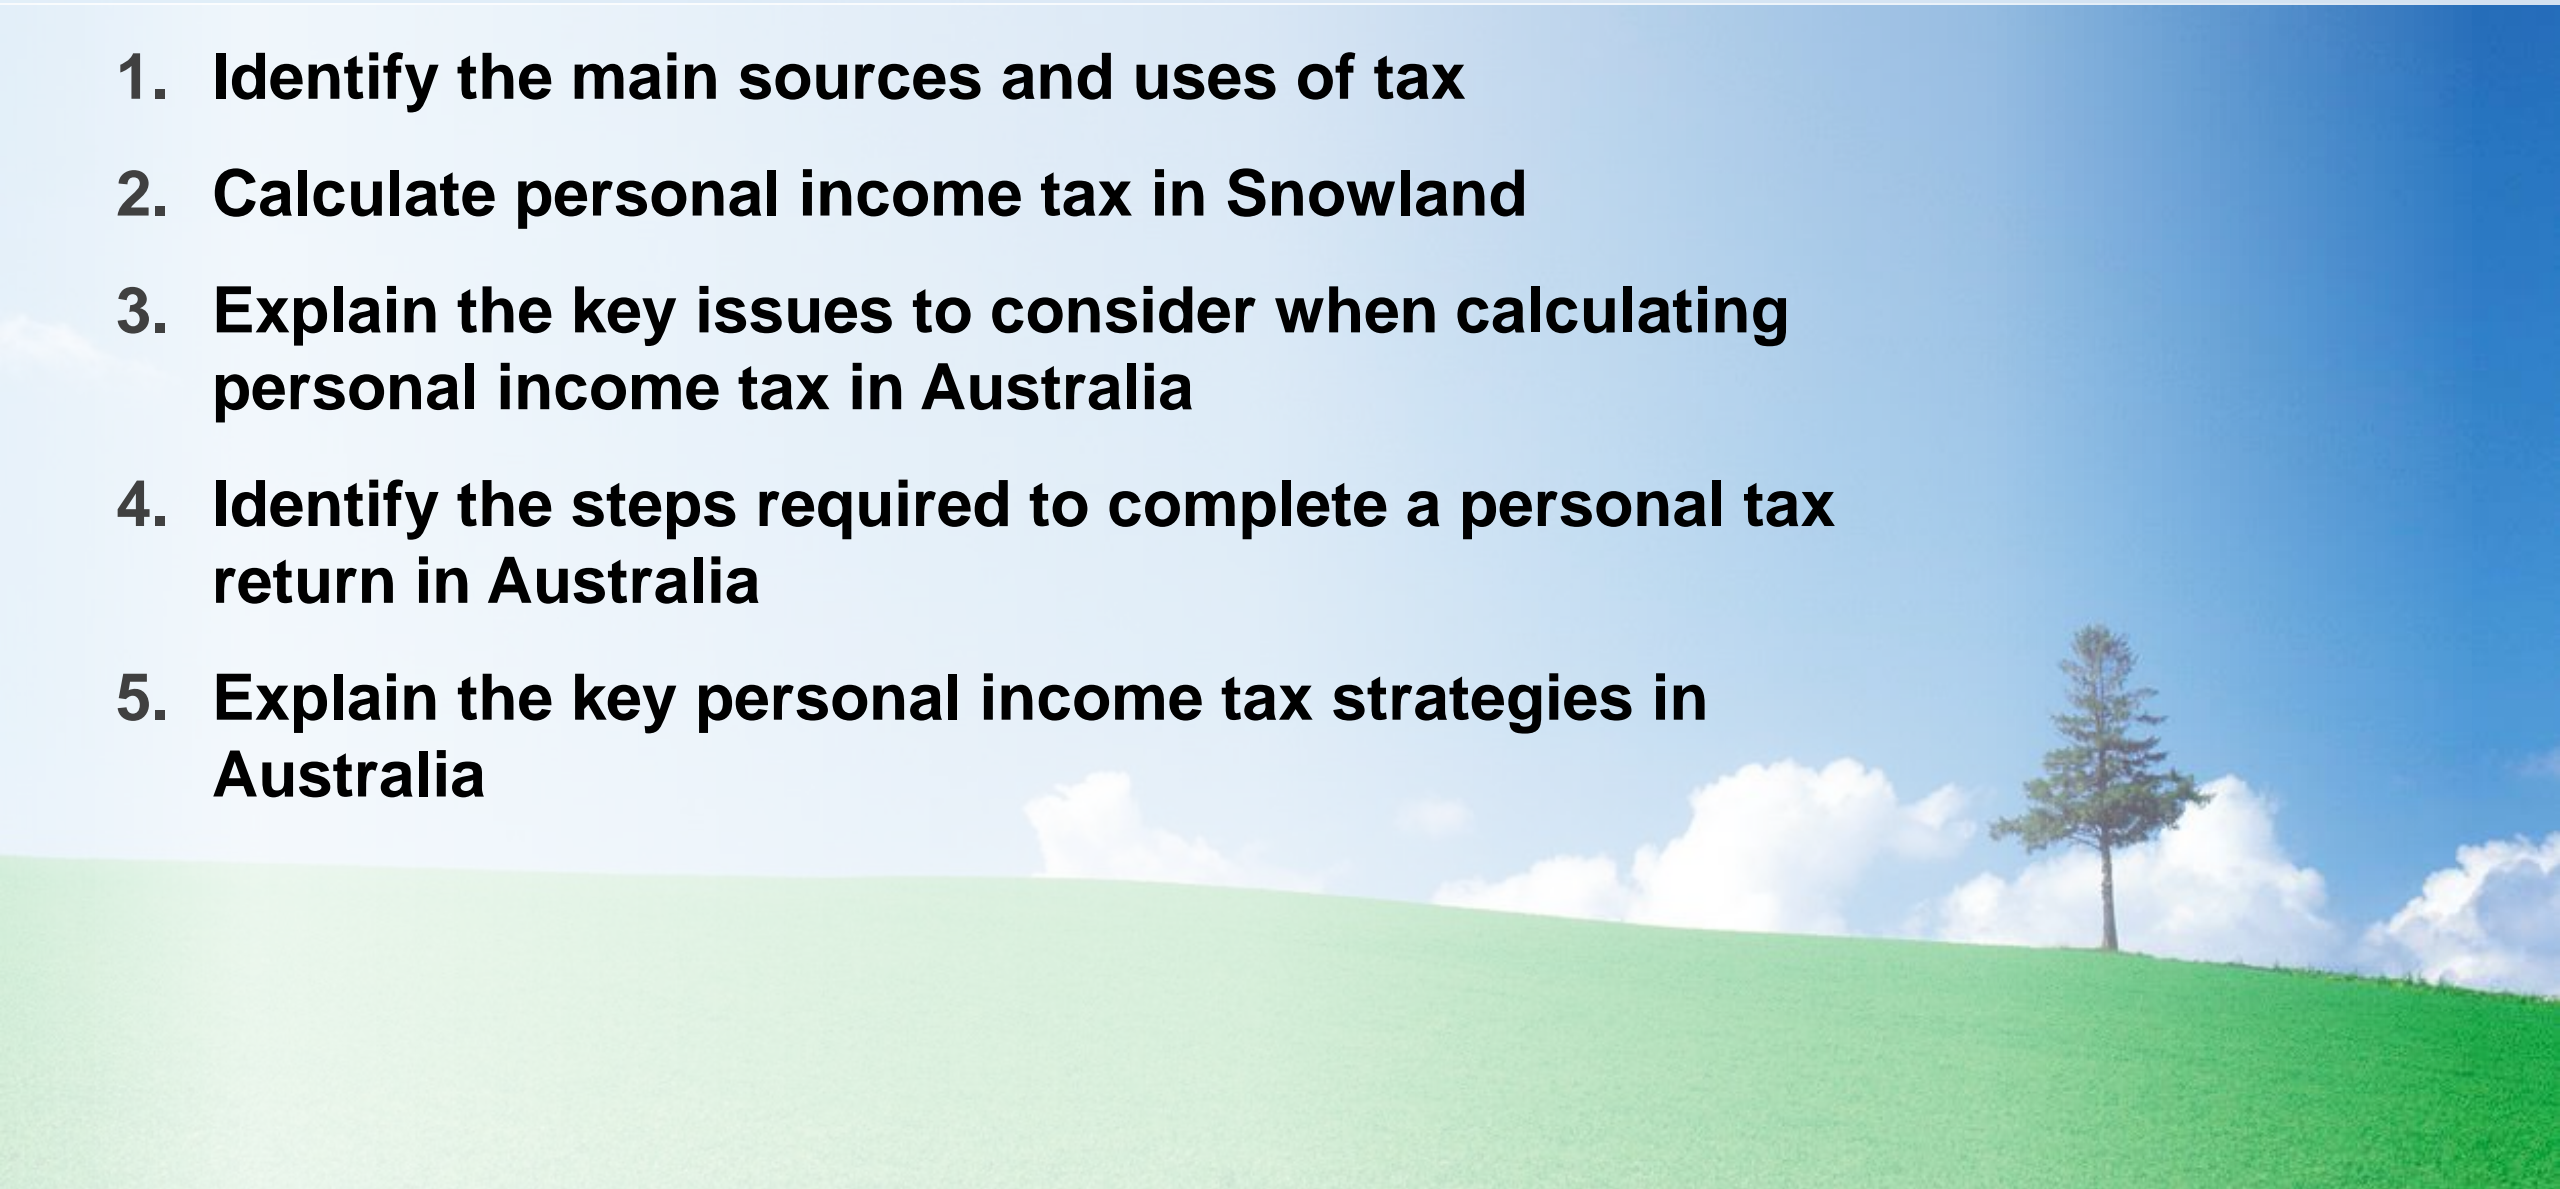 1. Identify the main sources and uses of tax
2. Calculate personal income tax in Snowland
3. Explain the key issues to consider when calculating
personal income tax in Australia
4. Identify the steps required to complete a personal tax
return in Australia
5. Explain the key personal income tax strategies in
Australia